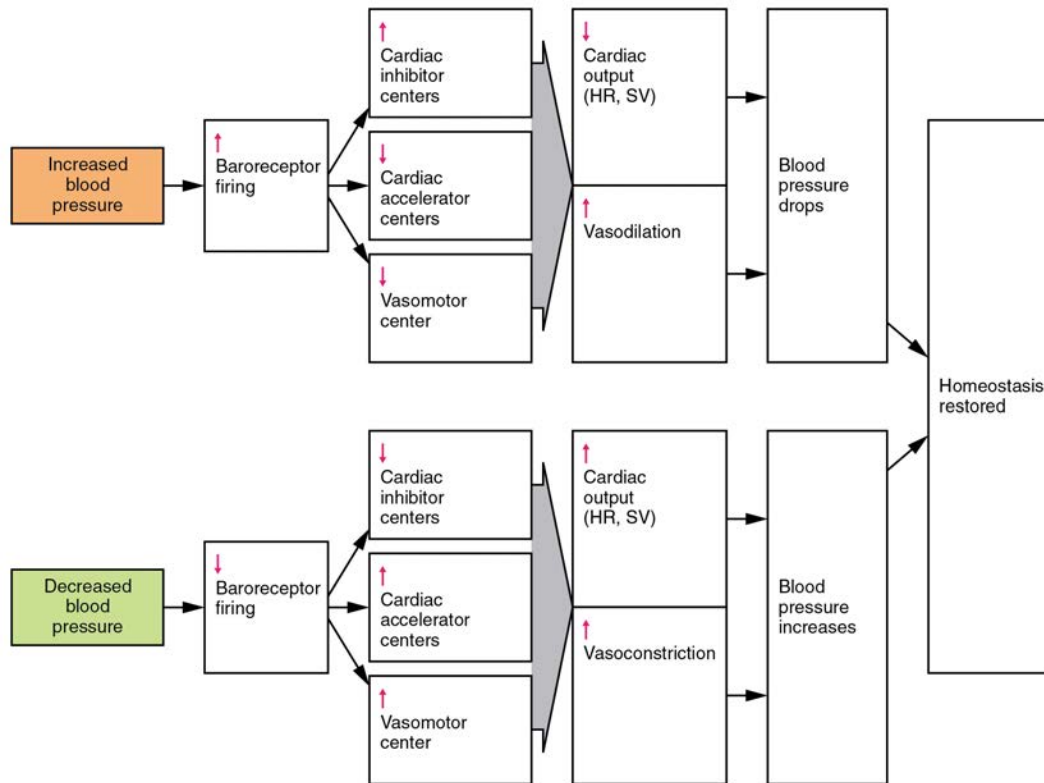 Increased
blood
pressure
↑
Baroreceptor
firing
↑
Cardiac
inhibitor
centers
↓
Cardiac
accelerator
centers
↓
Vasomotor
center
↓
Cardiac
output
(HR, SV)
↑
Vasodilation
Blood
pressure
drops
Homeostasis
restored
Decreased
blood
pressure
↓
Baroreceptor
firing
↓
Cardiac
inhibitor
centers
↑
Cardiac
accelerator
centers
↑
Vasomotor
center
↑
Cardiac
output
(HR, SV)
↑
Vasoconstriction
Blood
pressure
increases